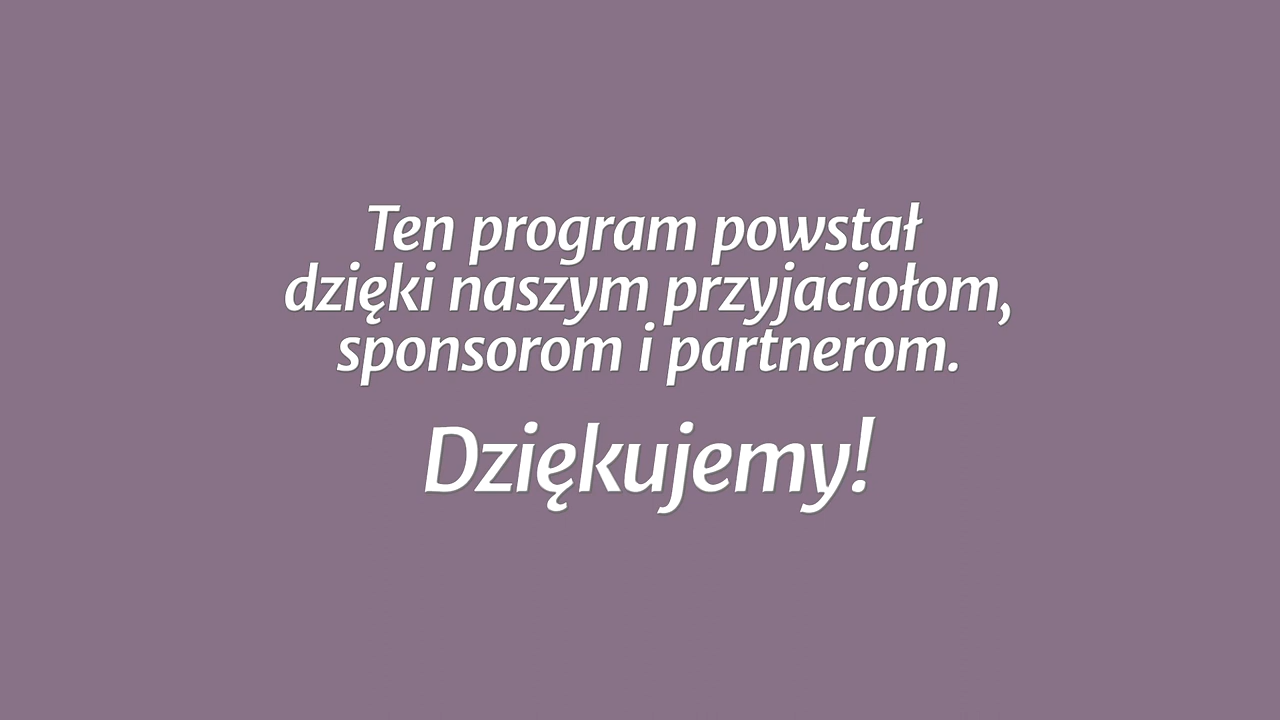 Ten program powstał
dzięki naszym przyjaciołom,
sponsorom i partnerom.
Dziękujemy!